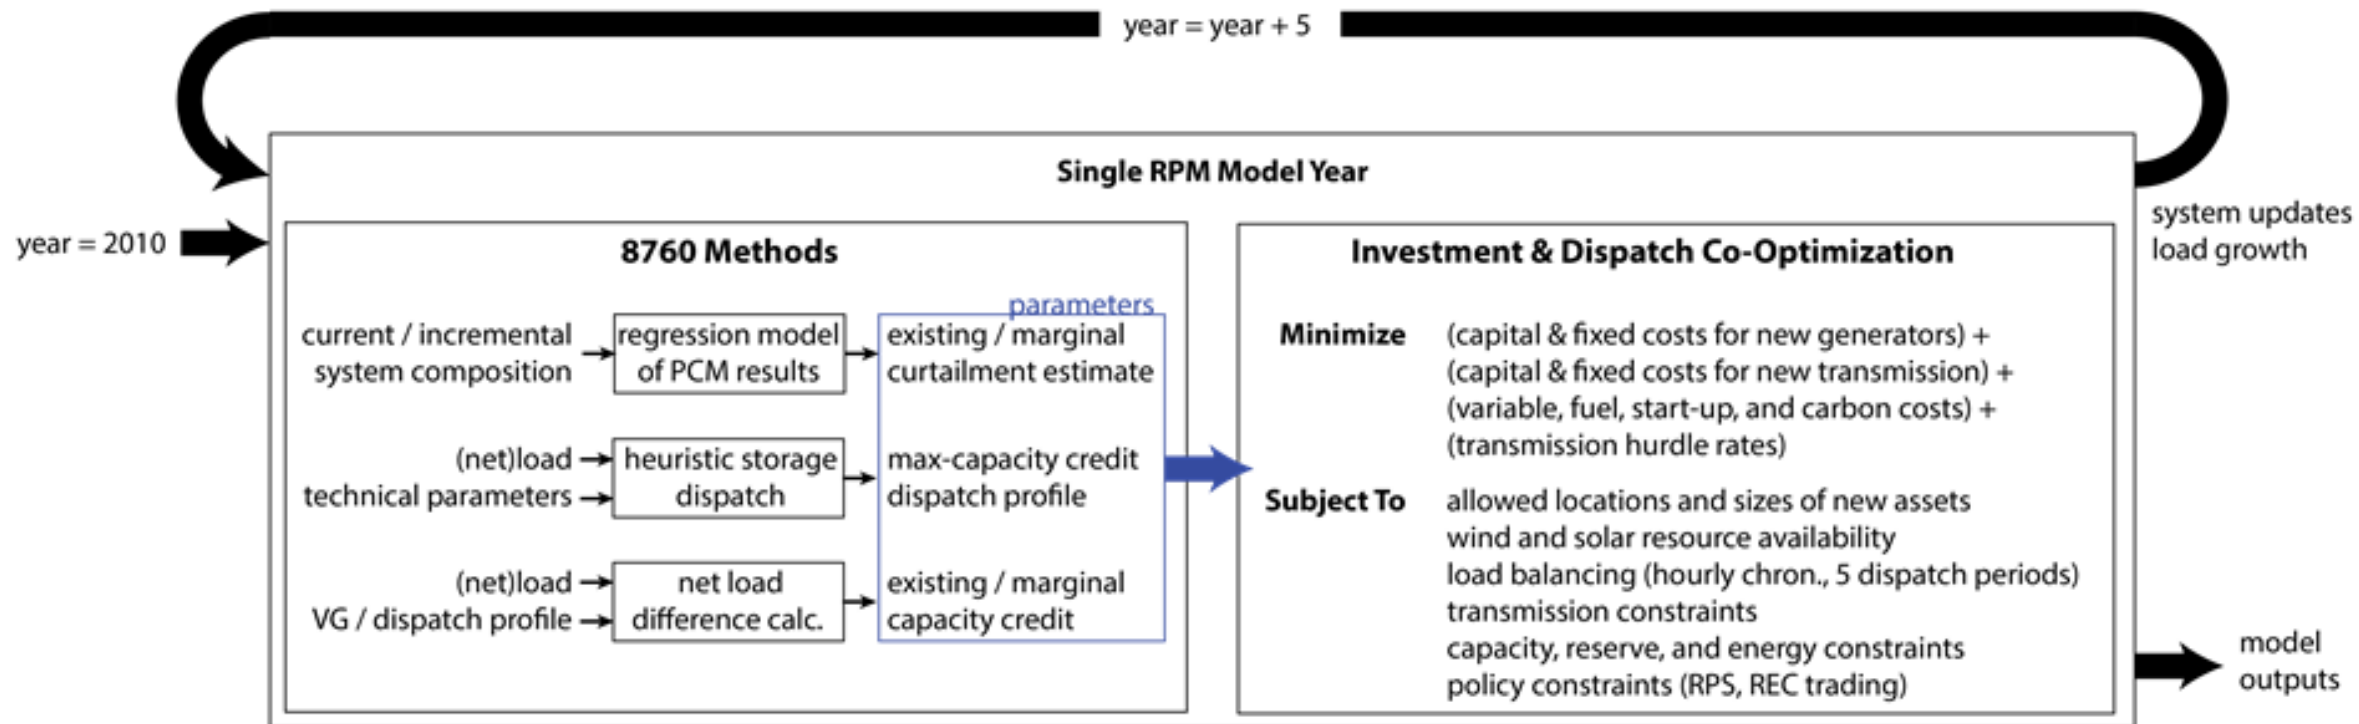 year = year + 5
Single RPM Model Year
year = 2010
system updates
load growth
8760 Methods
parameters
current / incremental
system composition
regression model
of PCM results
existing / marginal
curtailment estimate
(net)load
technical parameters
heuristic storage
dispatch
max-capacity credit
dispatch profile
(net)load
VG / dispatch profile
net load
difference calc.
existing / marginal
capacity credit
Investment & Dispatch Co-Optimization
Minimize (capital & fixed costs for new generators) +
(capital & fixed costs for new transmission) +
(variable, fuel, start-up, and carbon costs) +
(transmission hurdle rates)
Subject To allowed locations and sizes of new assets
wind and solar resource availability
load balancing (hourly chron., 5 dispatch periods)
transmission constraints
capacity, reserve, and energy constraints
policy constraints (RPS, REC trading)
model
outputs